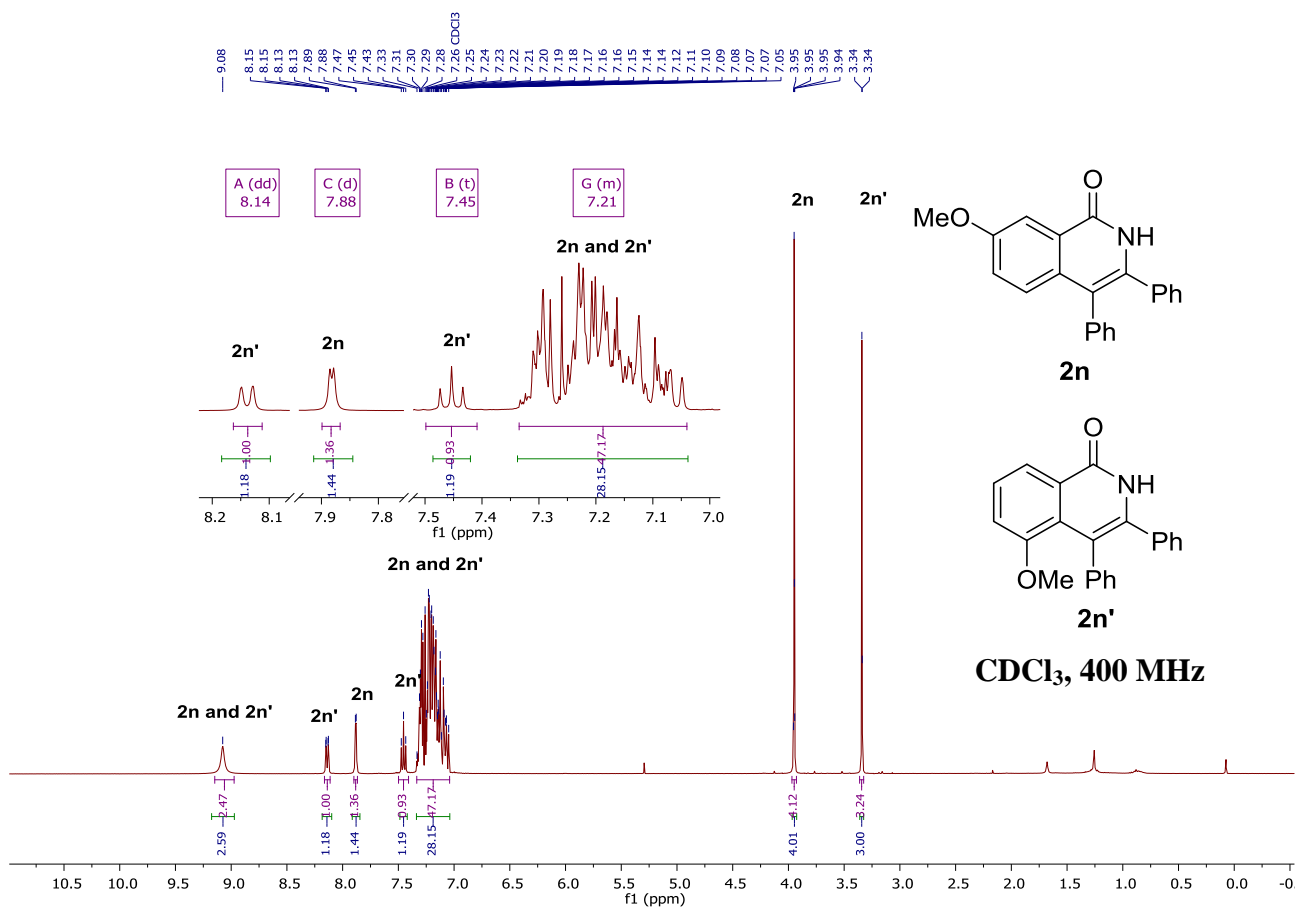 9.08 8.15 8.15 8.13 8.13 7.89 7.88 7.47 7.45 7.43 7.33 7.31 7.30 7.29 7.28 7.26 CDCl3 7.25 7.24 7.23 7.22 7.21 7.20 7.19 7.18 7.17 7.16 7.16 7.15 7.14 7.14 7.12 7.11 7.10 7.09 7.08 7.07 7.07 7.05 3.95 3.95 3.95 3.94 3.34 3.34
A (dd) C (d) B (t) G (m)
8.14 7.88 7.45 7.21
2n 2n'
2n and 2n'
2n' 2n 2n'
1.00 1.36 0.93 47.17
1.18 1.44 1.19 28.15
8.2 8.1 7.9 7.8 7.5 7.4 7.3 7.2 7.1 7.0
f1 (ppm)
O
MeO
NH
Ph
Ph
2n
O
NH
Ph
OMe Ph
2n'
CDCl₃, 400 MHz
2n and 2n'
2n and 2n' 2n' 2n 2n'
2.47 1.00 1.36 0.93 47.17 4.12 3.24
2.59 1.18 1.44 1.19 28.15 4.01 3.00
10.5 10.0 9.5 9.0 8.5 8.0 7.5 7.0 6.5 6.0 5.5 5.0 4.5 4.0 3.5 3.0 2.5 2.0 1.5 1.0 0.5 0.0
f1 (ppm)